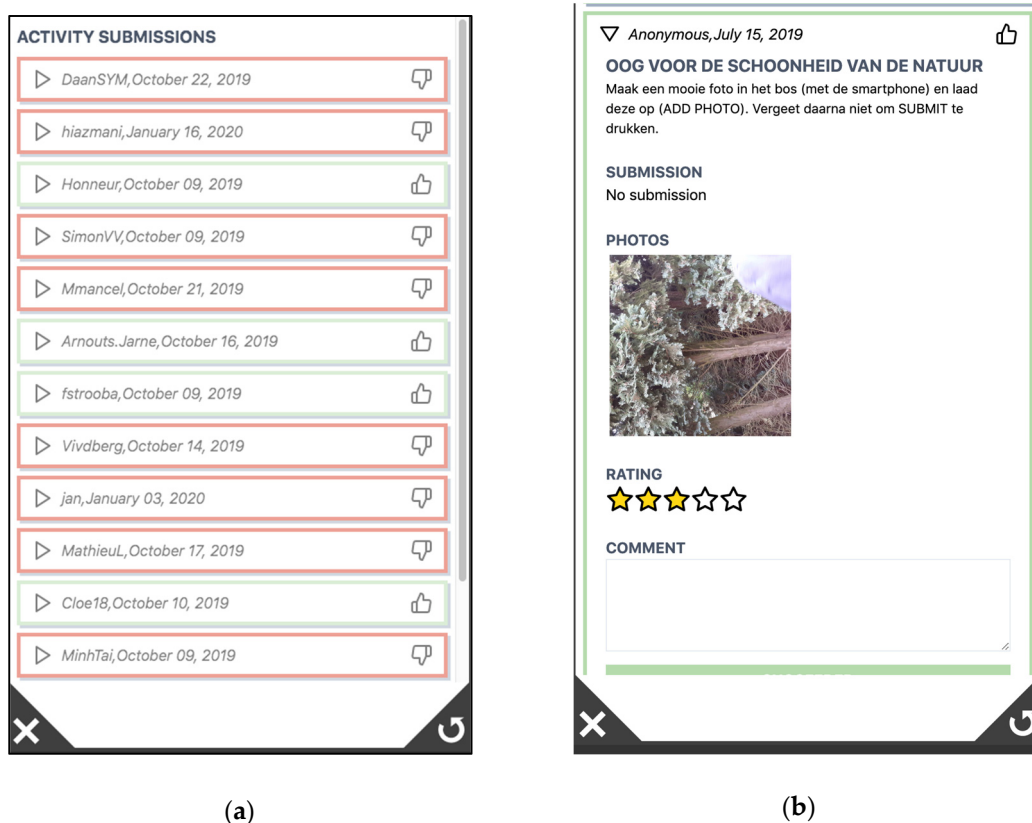 ACTIVITY SUBMISSIONS
DaanSYM,October 22, 2019
hiazmani,January 16, 2020
Honneur,October 09, 2019
SimonVV,October 09, 2019
Mmancel,October 21, 2019
Arnouts.Jarne,October 16, 2019
fstrooba,October 09, 2019
Vivdberg,October 14, 2019
jan,January 03, 2020
MathieuL,October 17, 2019
Cloe18,October 10, 2019
MinhTai,October 09, 2019
(a)
Anonymous,July 15, 2019
OOG VOOR DE SCHOONHEID VAN DE NATUUR
Maak een mooie foto in het bos (met de smartphone) en laad
deze op (ADD PHOTO). Vergeet daarna niet om SUBMIT te
drukken.
SUBMISSION
No submission
PHOTOS
RATING
COMMENT
(b)